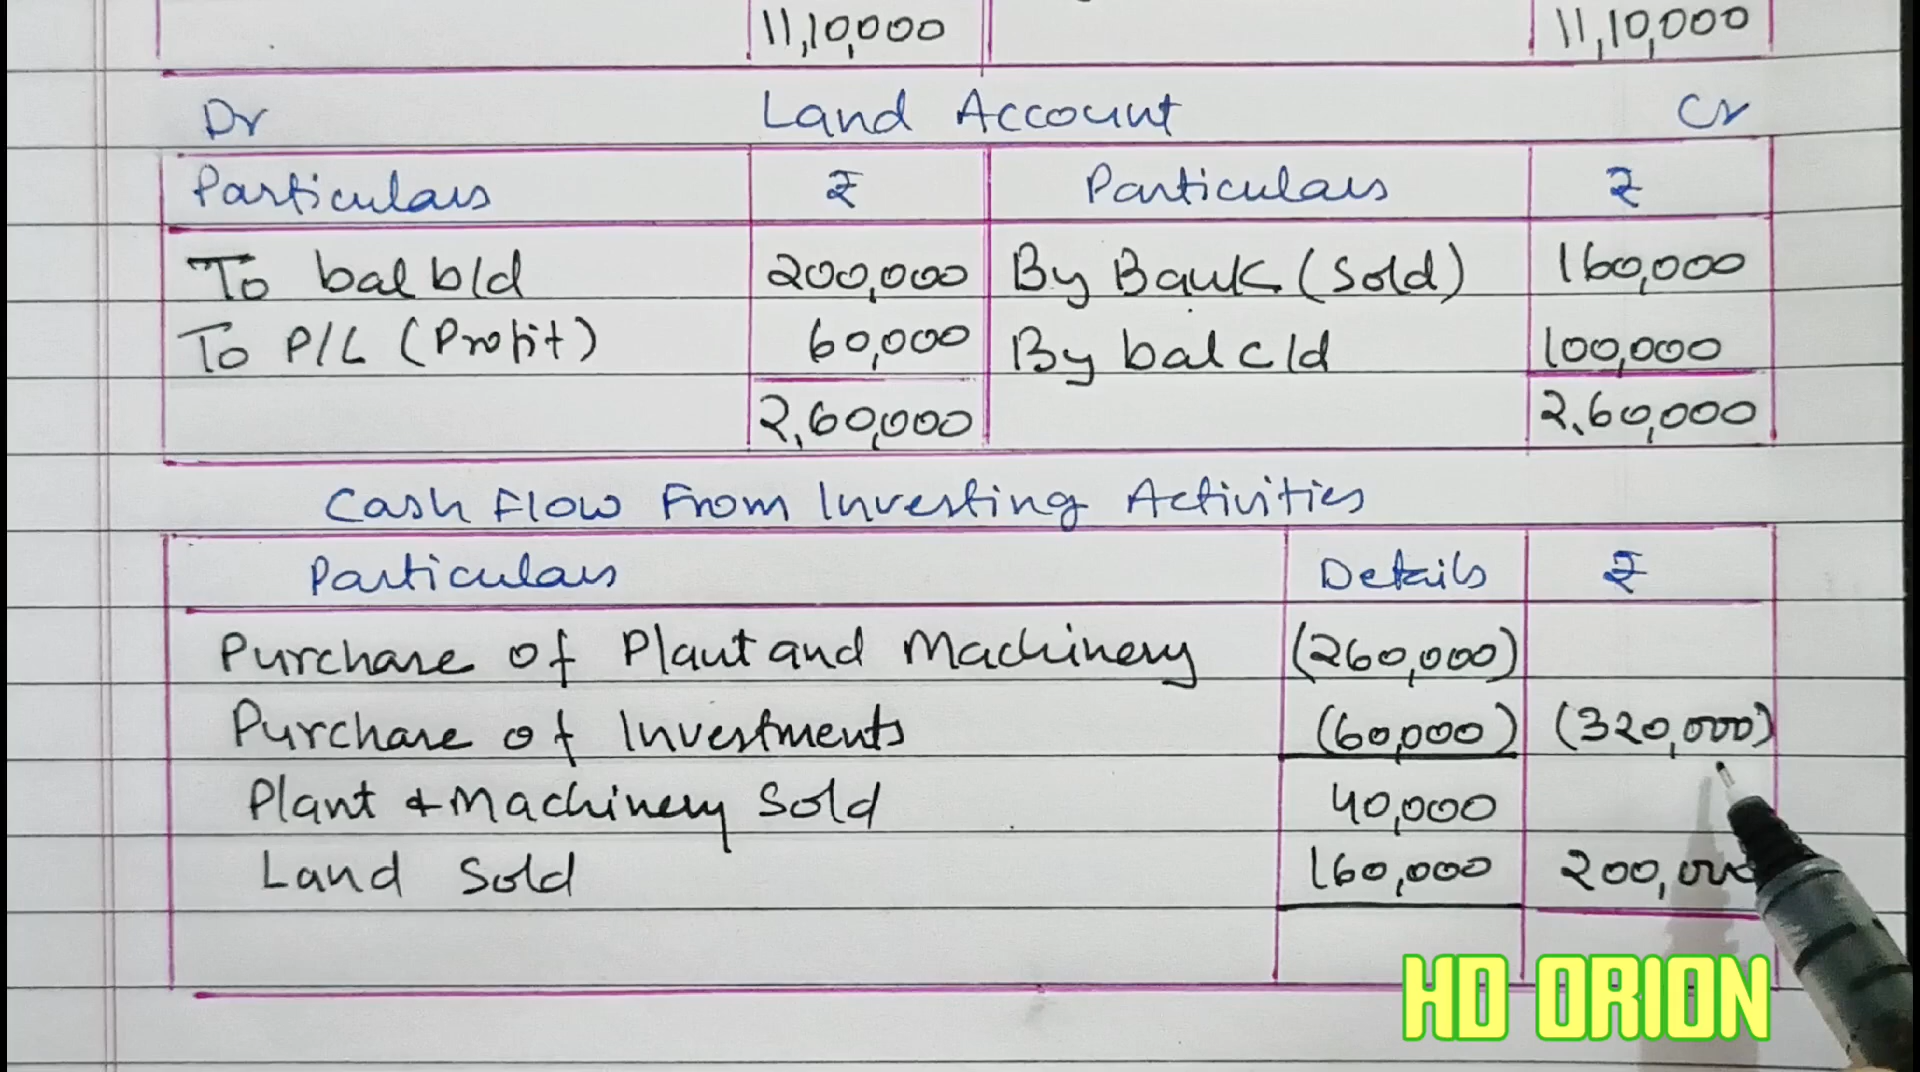 11,10,000 11,10,000
Dr Land Account Cr
Particulars ₹ Particulars ₹
To bal b/d 200,000 By Bank (Sold) 160,000
To P/L (Profit) 60,000 By bal c/d 100,000
2,60,000 2,60,000
Cash Flow From Investing Activities
Particulars Details ₹
Purchase of Plant and Machinery (260,000)
Purchase of Investments (60,000) (320,000)
Plant & Machinery Sold 40,000
Land Sold 160,000 200,000
HD ORION